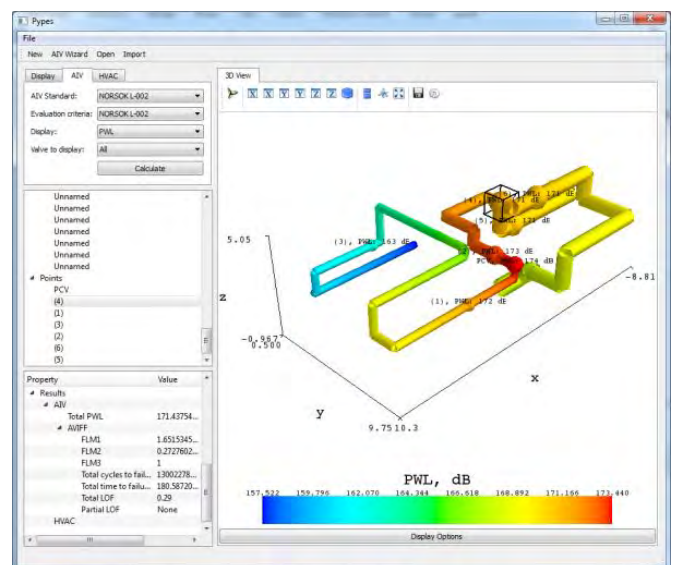 Pypes
File
New AIV Wizard Open Import
Display AIV HVAC
AIV Standard: NORSOK L-002
Evaluation criteria: NORSOK L-002
Display: PWL
Valve to display: All
Calculate
Unnamed
Unnamed
Unnamed
Unnamed
Unnamed
Unnamed
Unnamed
Points
PCV
(4)
(1)
(3)
(2)
(6)
(5)
Property Value
Results
AIV
Total PWL 171.43754...
AVIFF
FLM1 1.6515345...
FLM2 0.2727602...
FLM3 1
Total cycles to fail... 13002278...
Total time to failu... 180.58720...
Total LOF 0.29
Partial LOF None
HVAC
3D View
X X Y Y Z Z
5.05
z
-0.967
0.500
y
9.75 10.3
x
-8.81
(3), PWL: 163 dB
(1), PWL: 172 dB
PWL: 173 dB
174 dB
(5)
171 dB
PWL, dB
157.522 159.796 162.070 164.344 166.618 168.892 171.166 173.440
Display Options